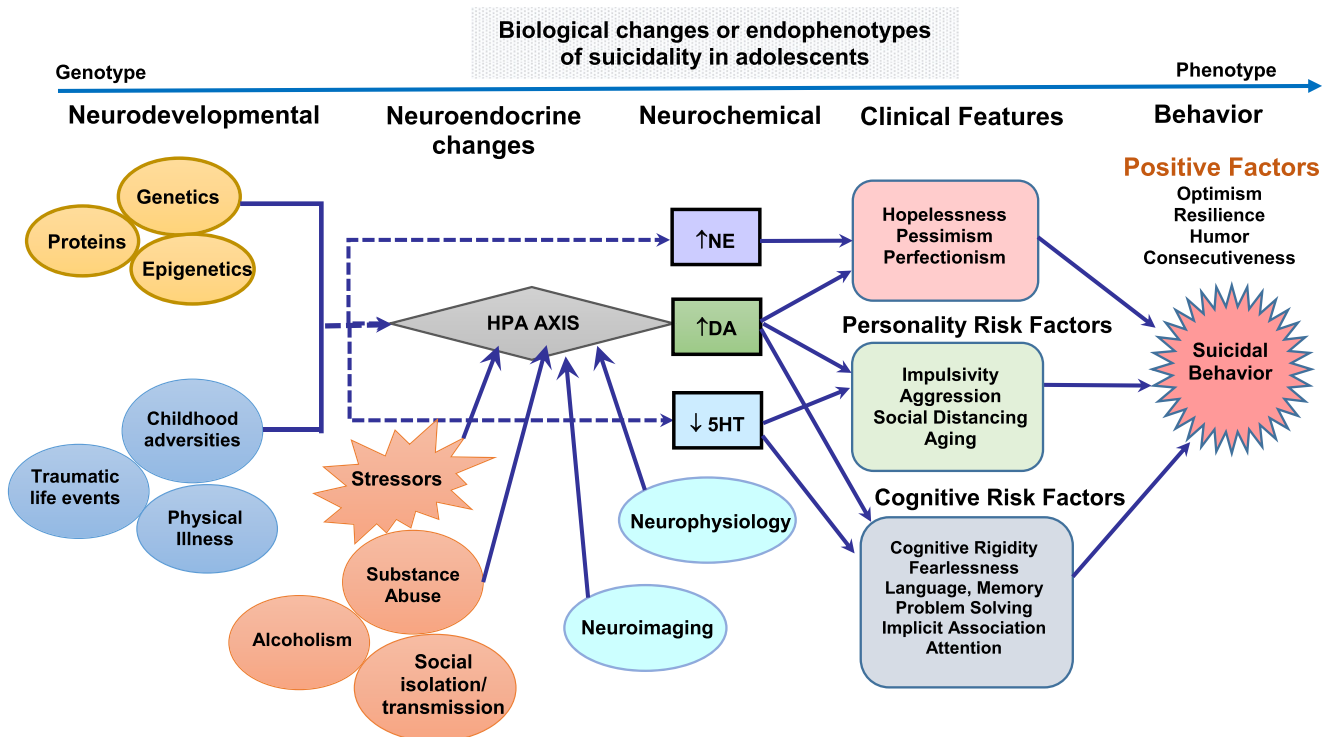 Biological changes or endophenotypes
of suicidality in adolescents
Genotype
Phenotype
Neurodevelopmental
Neuroendocrine
changes
Neurochemical
Clinical Features
Behavior
Genetics
Proteins
Epigenetics
Childhood
adversities
Traumatic
life events
Physical
Illness
HPA AXIS
Stressors
Substance
Abuse
Alcoholism
Social
isolation/
transmission
Neurophysiology
Neuroimaging
↑NE
↑DA
↓ 5HT
Hopelessness
Pessimism
Perfectionism
Personality Risk Factors
Impulsivity
Aggression
Social Distancing
Aging
Cognitive Risk Factors
Cognitive Rigidity
Fearlessness
Language, Memory
Problem Solving
Implicit Association
Attention
Positive Factors
Optimism
Resilience
Humor
Consecutiveness
Suicidal
Behavior